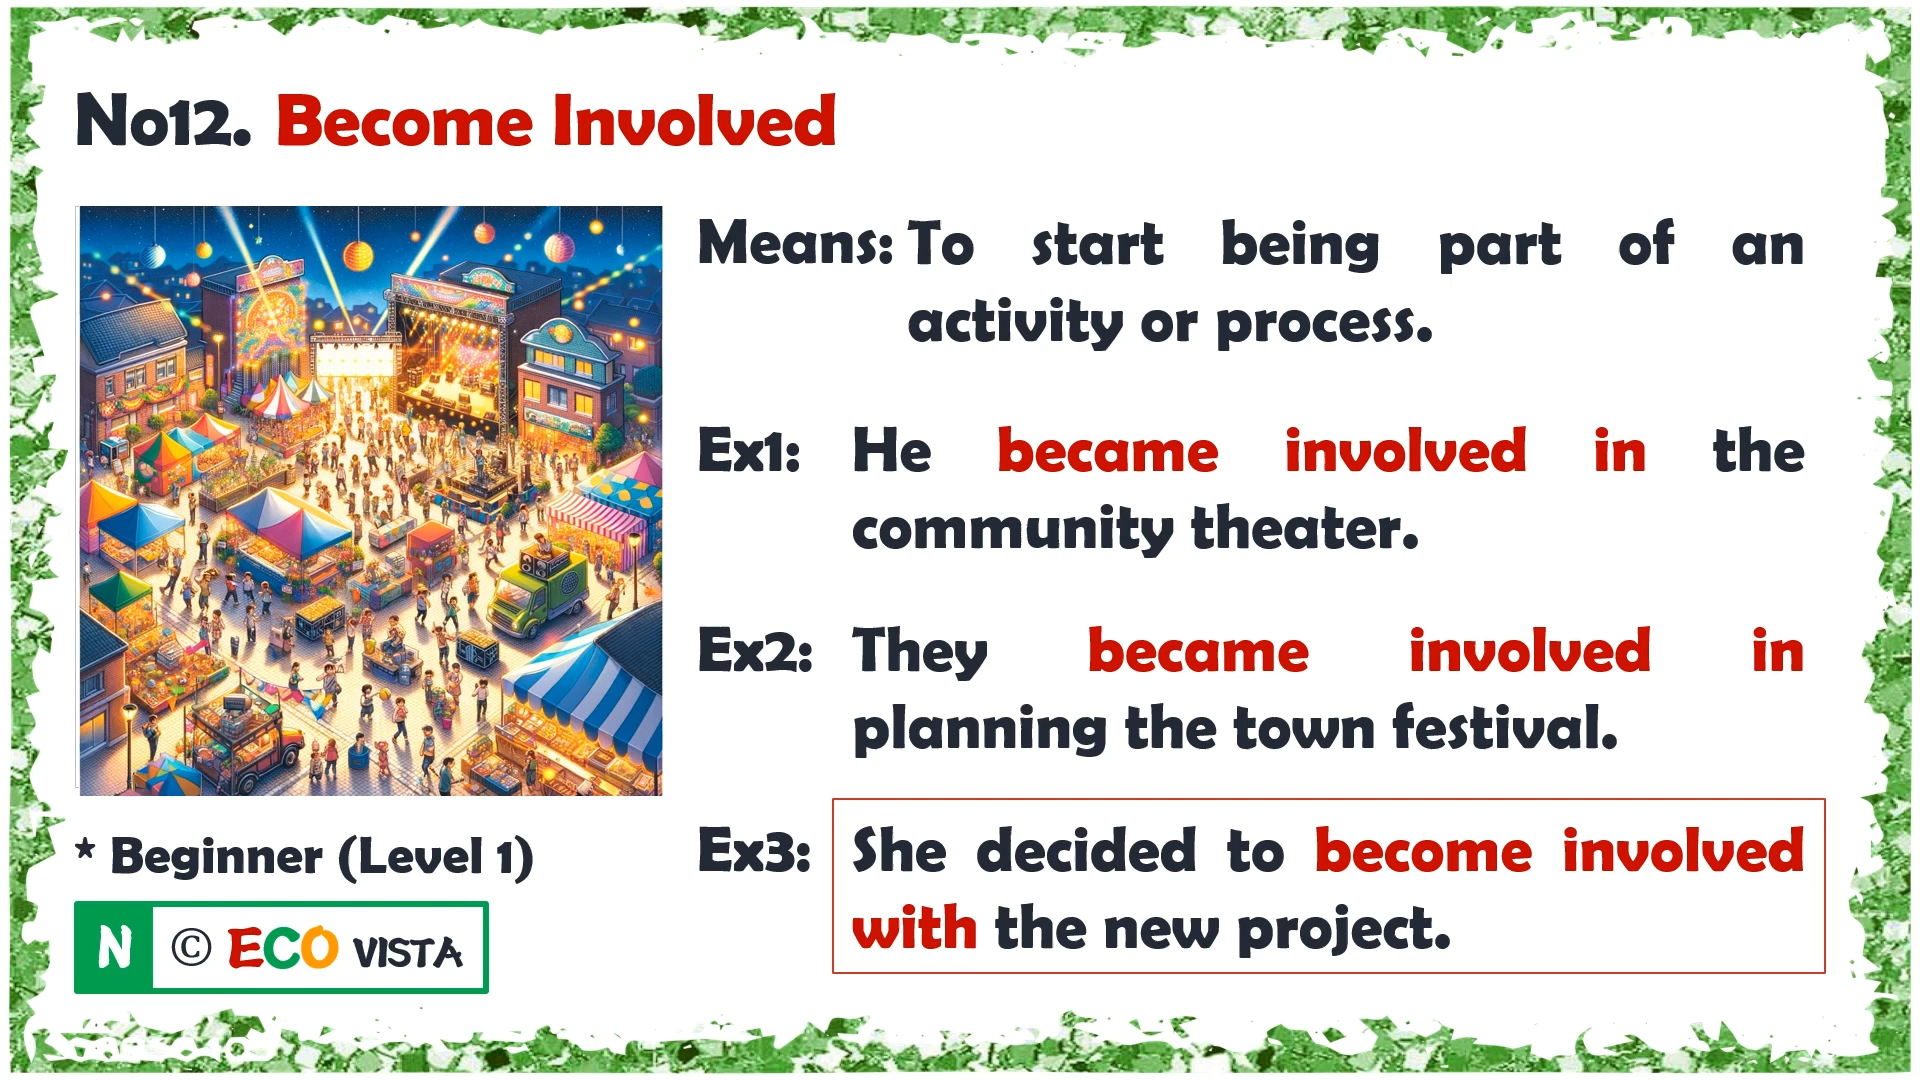 No12. Become Involved
Means: To start being part of an
activity or process.
Ex1: He became involved in the
community theater.
Ex2: They became involved in
planning the town festival.
Ex3: She decided to become involved
with the new project.
* Beginner (Level 1)
N © ECO VISTA